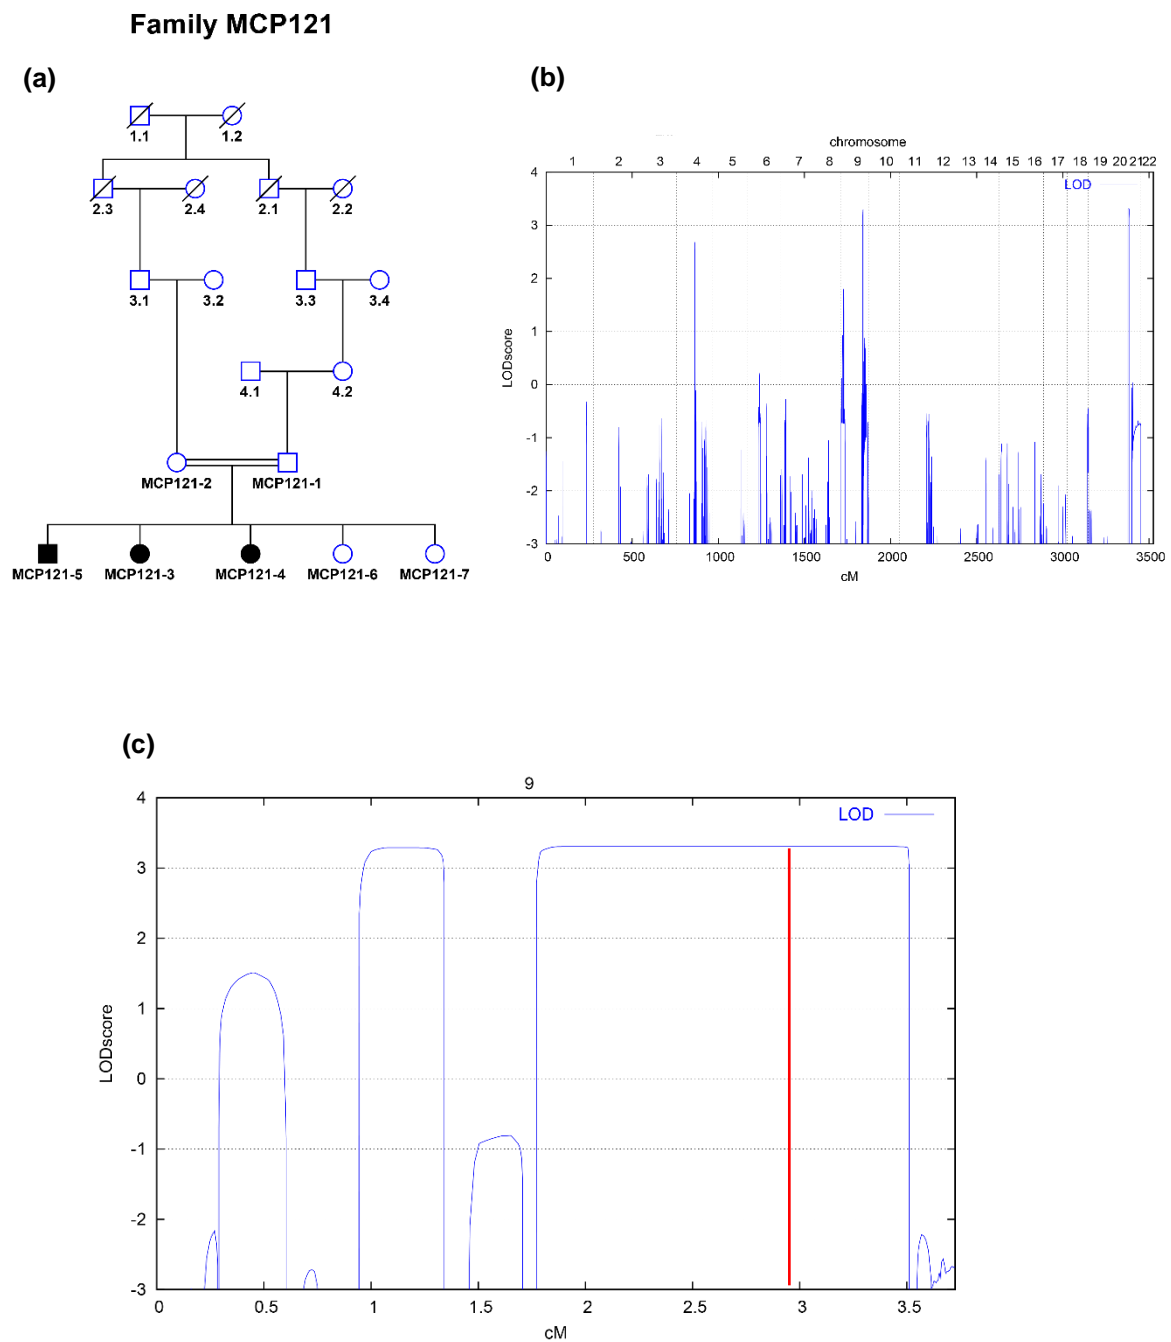 Family MCP121
(a)
1.1 1.2
2.3 2.4 2.1 2.2
3.1 3.2 3.3 3.4
4.1 4.2
MCP121-2 MCP121-1
MCP121-5 MCP121-3 MCP121-4 MCP121-6 MCP121-7
(b)
chromosome
1 2 3 4 5 6 7 8 9 10 11 12 13 14 15 16 17 18 19 20 21 22
LOD
LODscore
4
3
2
1
0
-1
-2
-3
0 500 1000 1500 2000 2500 3000 3500
cM
(c)
9
LOD
LODscore
4
3
2
1
0
-1
-2
-3
0 0.5 1 1.5 2 2.5 3 3.5
cM